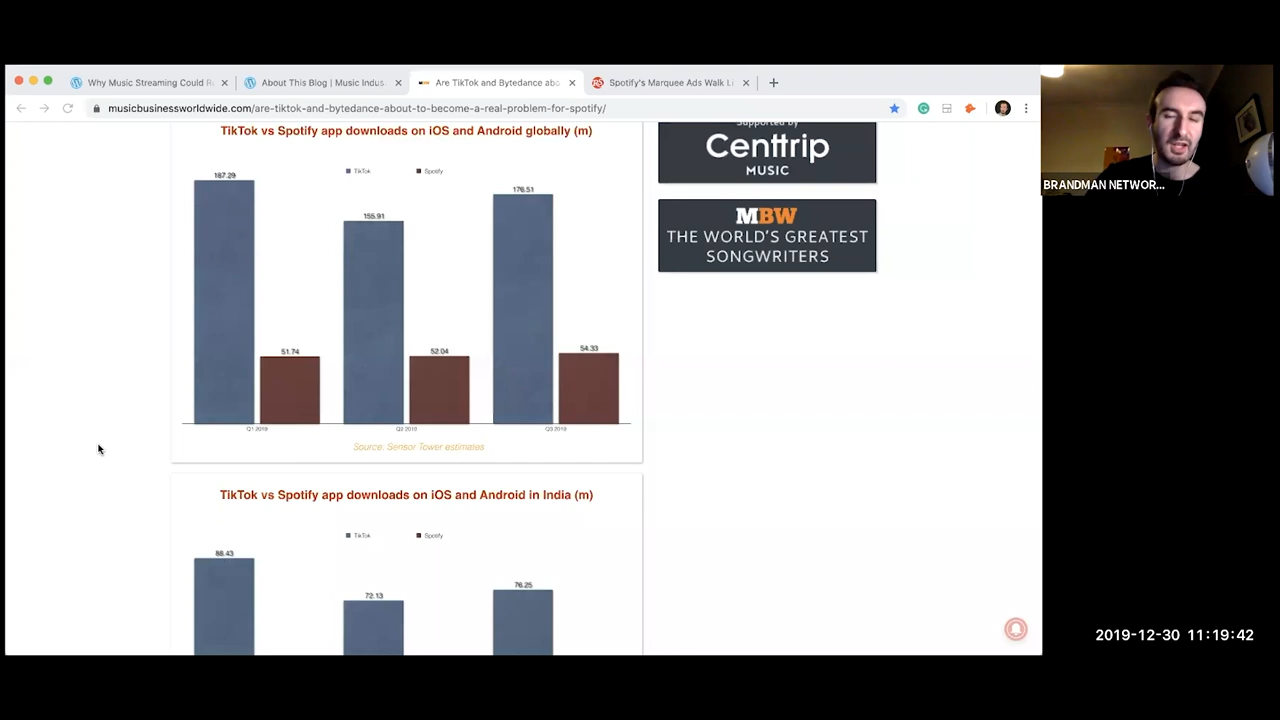 Why Music Streaming Could R
About This Blog | Music Indus
Are TikTok and Bytedance abo
Spotify's Marquee Ads Walk Li
musicbusinessworldwide.com/are-tiktok-and-bytedance-about-to-become-a-real-problem-for-spotify/
TikTok vs Spotify app downloads on iOS and Android globally (m)
TikTok
Spotify
187.29
155.91
176.51
51.74
52.04
54.33
Q1 2019
Q2 2019
Q3 2019
Source: Sensor Tower estimates
TikTok vs Spotify app downloads on iOS and Android in India (m)
TikTok
Spotify
88.43
72.13
76.25
Supported by
Centtrip
MUSIC
MBW
THE WORLD'S GREATEST
SONGWRITERS
BRANDMAN NETWOR...
2019-12-30 11:19:42